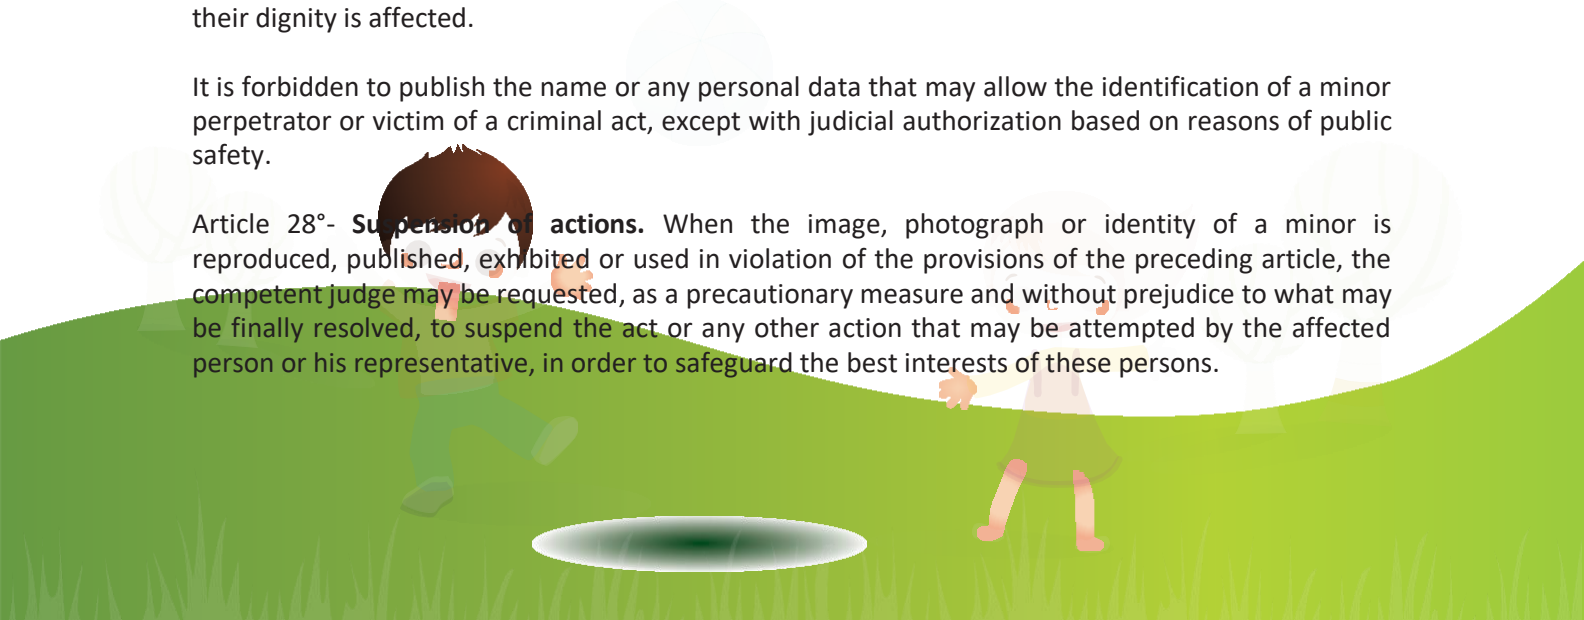 their dignity is affected.
It is forbidden to publish the name or any personal data that may allow the identification of a minor
perpetrator or victim of a criminal act, except with judicial authorization based on reasons of public
safety.
Article 28°- Suspension of actions. When the image, photograph or identity of a minor is
reproduced, published, exhibited or used in violation of the provisions of the preceding article, the
competent judge may be requested, as a precautionary measure and without prejudice to what may
be finally resolved, to suspend the act or any other action that may be attempted by the affected
person or his representative, in order to safeguard the best interests of these persons.